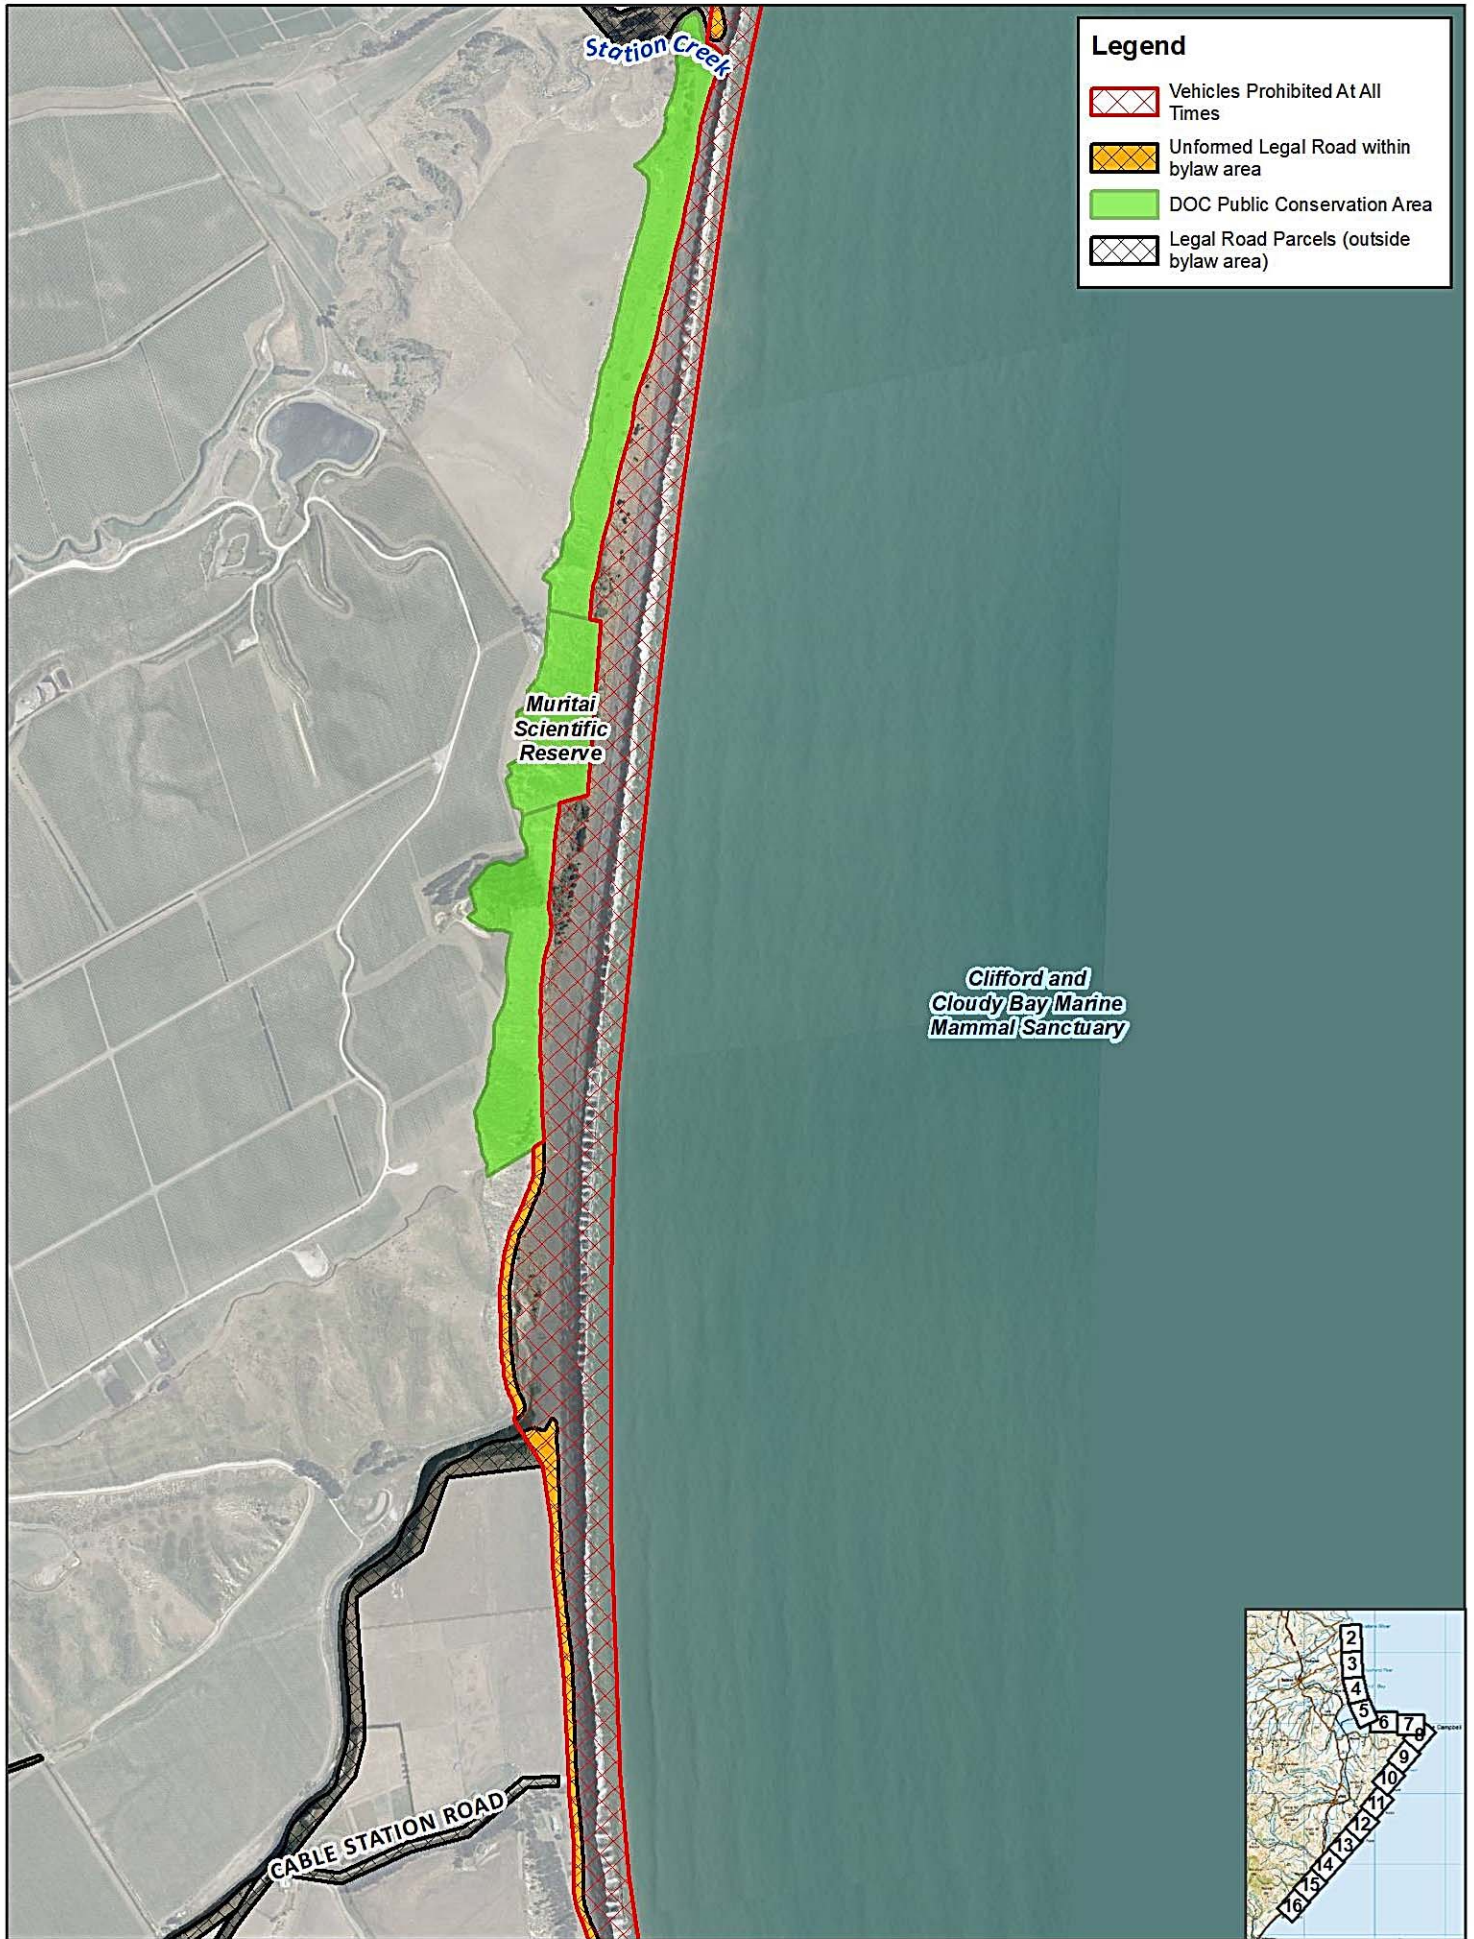 Station Creek
Legend
Vehicles Prohibited At All
Times
Unformed Legal Road within
bylaw area
DOC Public Conservation Area
Legal Road Parcels (outside
bylaw area)
Muritai
Scientific
Reserve
Clifford and
Cloudy Bay Marine
Mammal Sanctuary
CABLE STATION ROAD
2
3
4
5
6
7
8
Campbell
9
10
11
12
13
14
15
16